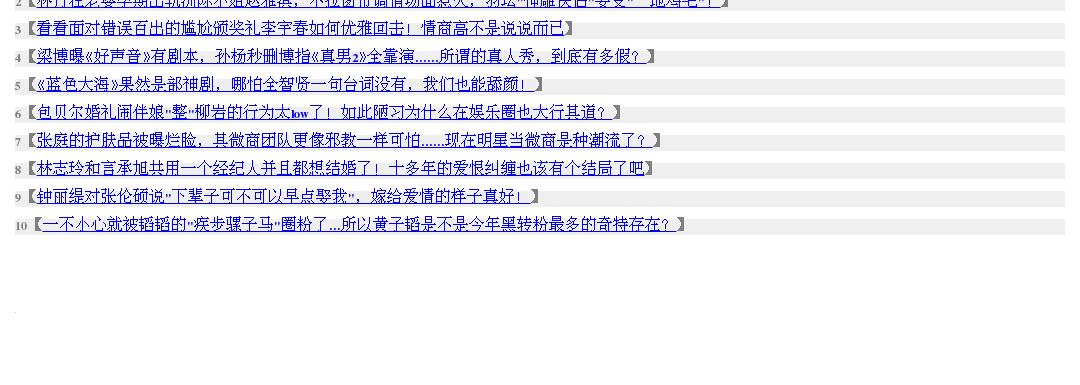 3【看看面对错误百出的尴尬颁奖礼李宇春如何优雅回击！情商高不是说说而已】
4【梁博曝《好声音》有剧本，孙杨秒删博指《真男2》全靠演......所谓的真人秀，到底有多假？】
5【《蓝色大海》果然是部神剧，哪怕全智贤一句台词没有，我们也能舔颜！】
6【包贝尔婚礼闹伴娘"整"柳岩的行为太low了！如此陋习为什么在娱乐圈也大行其道？】
7【张庭的护肤品被曝烂脸，其微商团队更像邪教一样可怕......现在明星当微商是种潮流了？】
8【林志玲和言承旭共用一个经纪人并且都想结婚了！十多年的爱恨纠缠也该有个结局了吧】
9【钟丽缇对张伦硕说"下辈子可不可以早点娶我"，嫁给爱情的样子真好！】
10【一不小心就被韬韬的"疾步骡子马"圈粉了...所以黄子韬是不是今年黑转粉最多的奇特存在？】